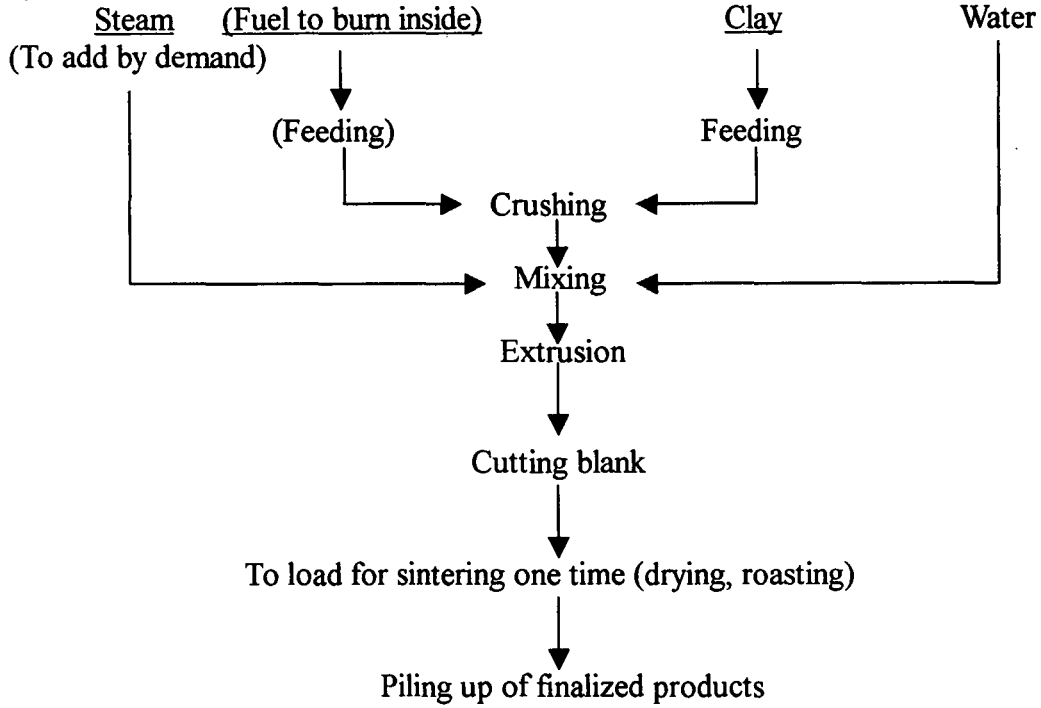 Steam (Fuel to burn inside) Clay Water
(To add by demand)
(Feeding) Feeding
Crushing
Mixing
Extrusion
Cutting blank
To load for sintering one time (drying, roasting)
Piling up of finalized products